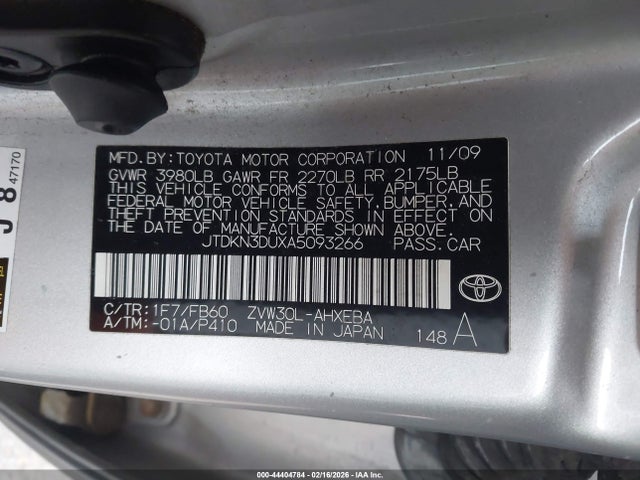 47170
8
J
MFD. BY: TOYOTA MOTOR CORPORATION 11/09
GVWR 3980LB GAWR FR 2270LB RR 2175LB
THIS VEHICLE CONFORMS TO ALL APPLICABLE
FEDERAL MOTOR VEHICLE SAFETY, BUMPER, AND
THEFT PREVENTION STANDARDS IN EFFECT ON
THE DATE OF MANUFACTURE SHOWN ABOVE.
JTDKN3DUXA5093266 PASS. CAR
C/TR: 1F7/FB60 ZVW30L-AHXEBA
A/TM: -01A/P410 MADE IN JAPAN 148 A
000-44404784 - 02/16/2026 - IAA Inc.